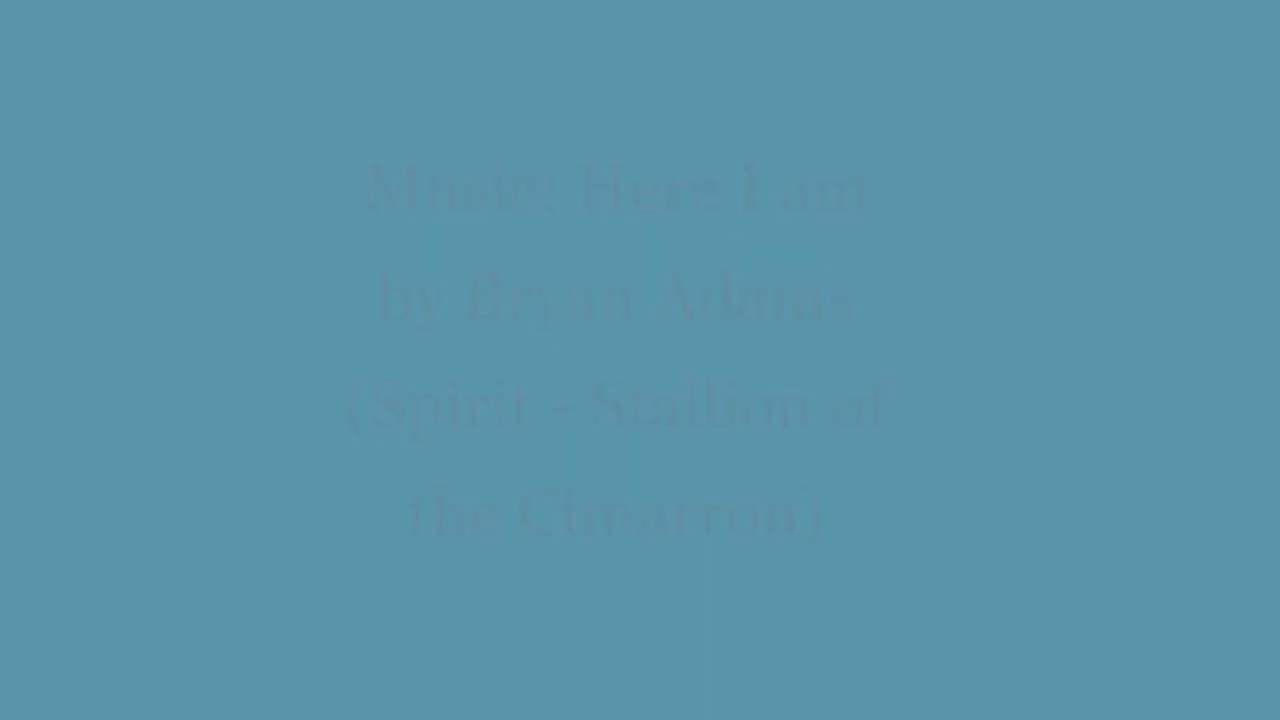 Music: Here I am
by Bryan Adams
(Spirit - Stallion of
the Cimarron)